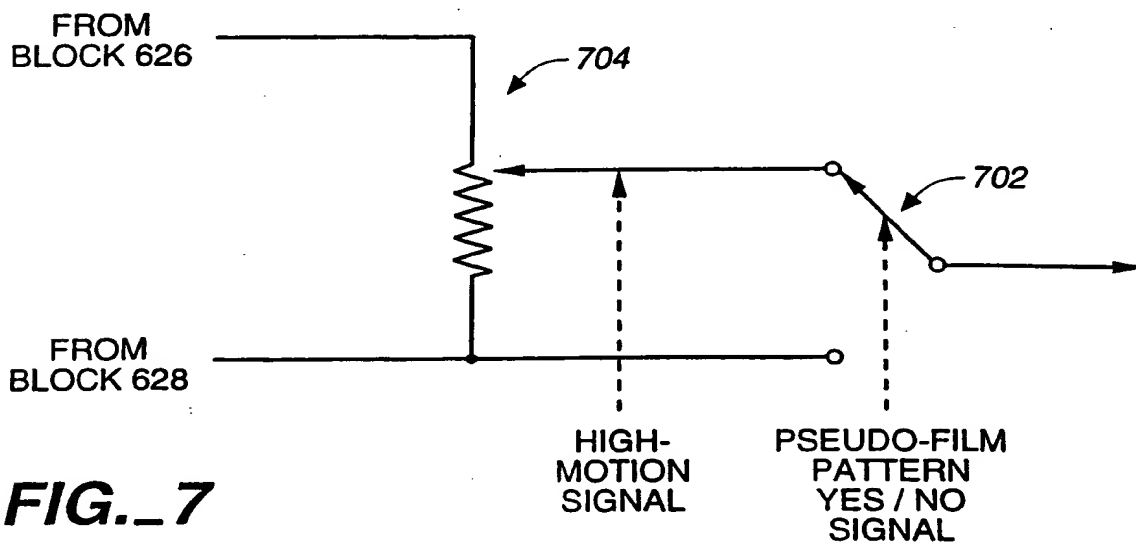 FROM
BLOCK 626
704
702
FROM
BLOCK 628
HIGH-
MOTION
SIGNAL
PSEUDO-FILM
PATTERN
YES / NO
SIGNAL
FIG._7